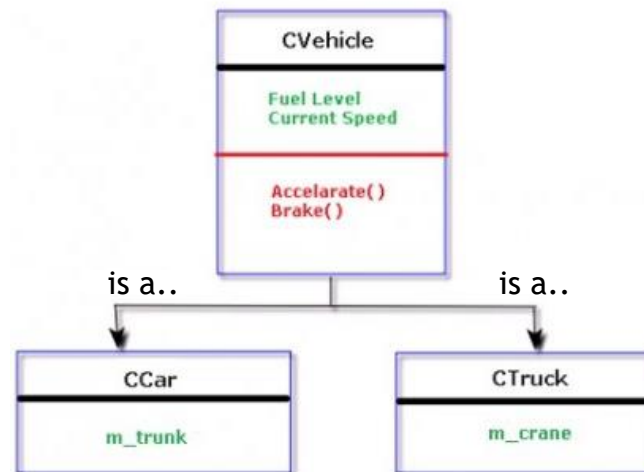 CVehicle
Fuel Level
Current Speed
Accelarate()
Brake()
is a..
is a..
CCar
m_trunk
CTruck
m_crane